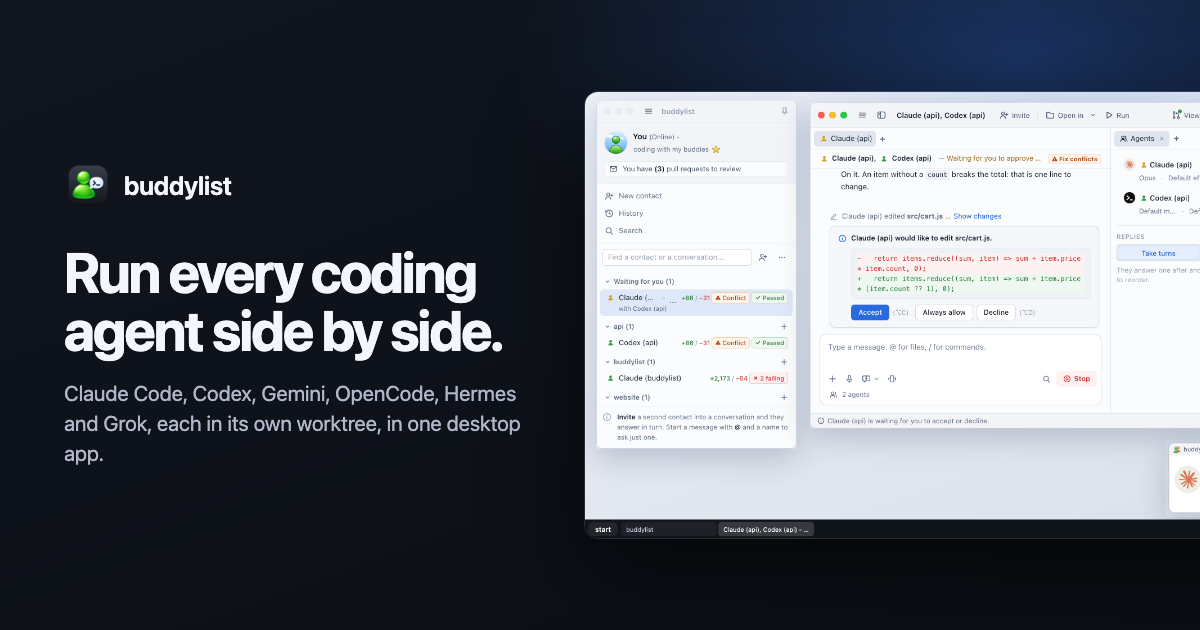 buddylist
Run every coding
agent side by side.
Claude Code, Codex, Gemini, OpenCode, Hermes
and Grok, each in its own worktree, in one desktop
app.
buddylist
You (Online) -
coding with my buddies
You have (3) pull requests to review
New contact
History
Search
Find a contact or a conversation...
Waiting for you (1)
Claude (... - ... +86 / −31 Conflict Passed
with Codex (api)
api (1)
Codex (api) +86 / −31 Conflict Passed
buddylist (1)
Claude (buddylist) +2,173 / −64 2 failing
website (1)
Invite a second contact into a conversation and they
answer in turn. Start a message with @ and a name to
ask just one.
Claude (api), Codex (api) Invite Open in Run View
Claude (api) +
Claude (api), Codex (api) — Waiting for you to approve ... Fix conflicts
On it. An item without a count breaks the total: that is one line to
change.
Claude (api) edited src/cart.js ... Show changes
Claude (api) would like to edit src/cart.js.
− return items.reduce((sum, item) => sum + item.price
* item.count, 0);
+ return items.reduce((sum, item) => sum + item.price
* (item.count ?? 1), 0);
Accept (⌥C) Always allow Decline (⌥D)
Type a message. @ for files, / for commands.
Stop
2 agents
Claude (api) is waiting for you to accept or decline.
Agents × +
Claude (api)
Opus · Default ef
Codex (api)
Default m... · Def
REPLIES
Take turns
They answer one after ano
to reorder.
buddy
start buddylist Claude (api), Codex (api) - ...